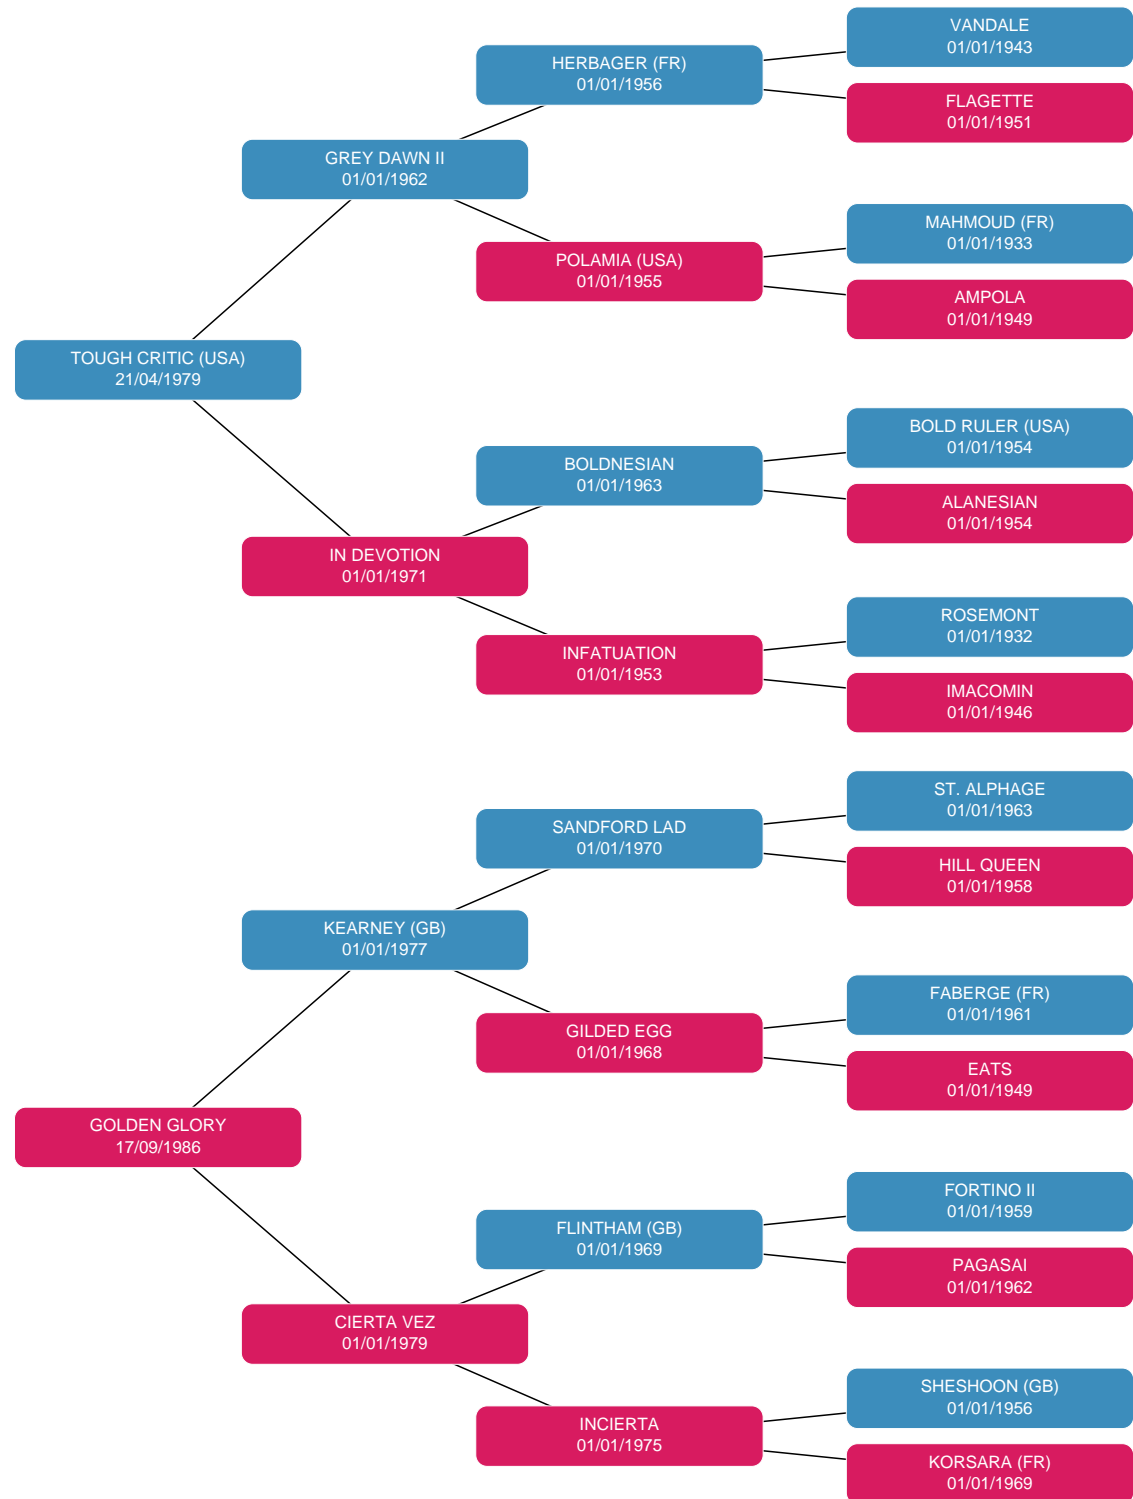 VANDALE
01/01/1943
HERBAGER (FR)
01/01/1956
FLAGETTE
01/01/1951
GREY DAWN II
01/01/1962
MAHMOUD (FR)
01/01/1933
POLAMIA (USA)
01/01/1955
AMPOLA
01/01/1949
TOUGH CRITIC (USA)
21/04/1979
BOLD RULER (USA)
01/01/1954
BOLDNESIAN
01/01/1963
ALANESIAN
01/01/1954
IN DEVOTION
01/01/1971
ROSEMONT
01/01/1932
INFATUATION
01/01/1953
IMACOMIN
01/01/1946
ST. ALPHAGE
01/01/1963
SANDFORD LAD
01/01/1970
HILL QUEEN
01/01/1958
KEARNEY (GB)
01/01/1977
FABERGE (FR)
01/01/1961
GILDED EGG
01/01/1968
EATS
01/01/1949
GOLDEN GLORY
17/09/1986
FORTINO II
01/01/1959
FLINTHAM (GB)
01/01/1969
PAGASAI
01/01/1962
CIERTA VEZ
01/01/1979
SHESHOON (GB)
01/01/1956
INCIERTA
01/01/1975
KORSARA (FR)
01/01/1969